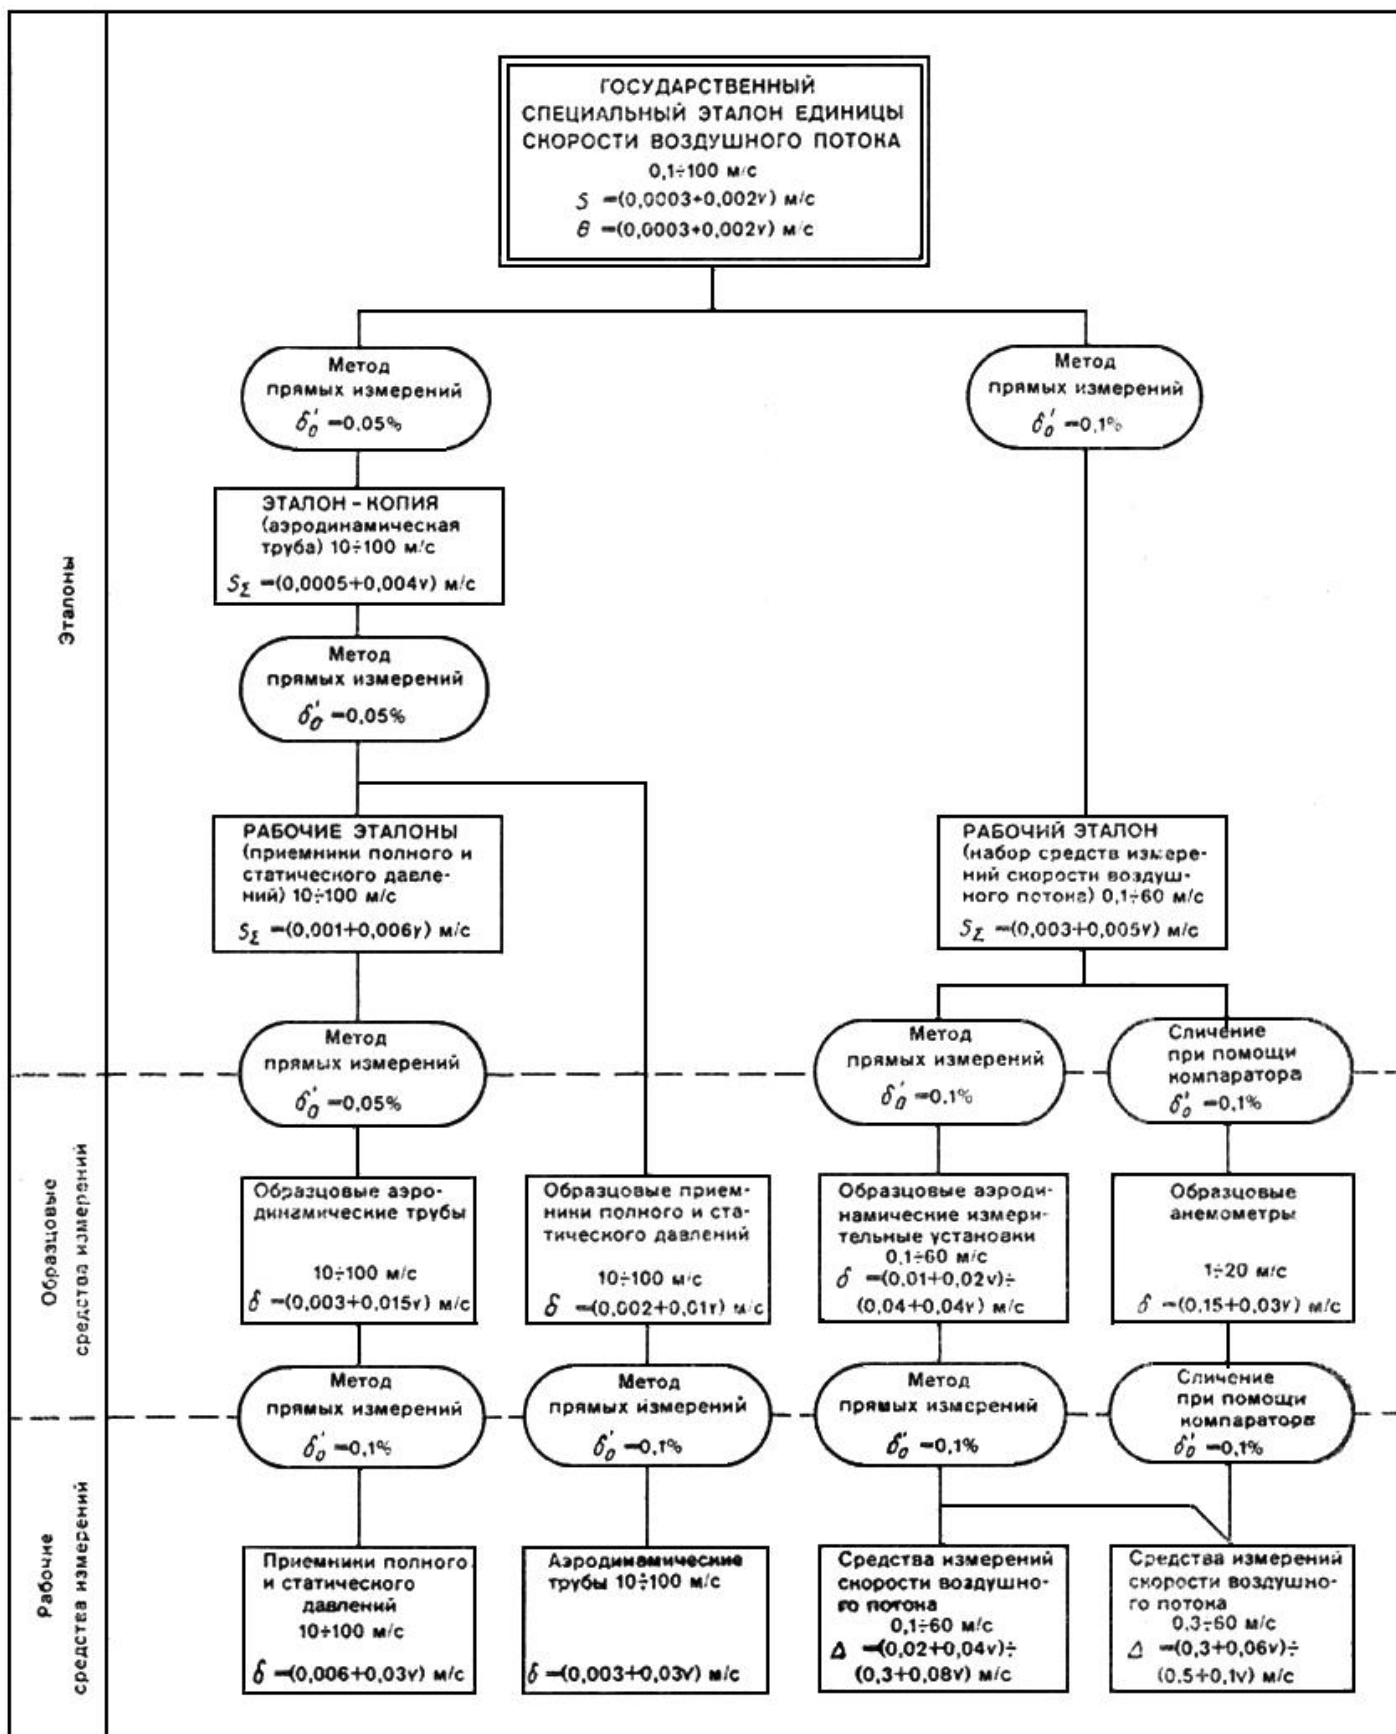 ГОСУДАРСТВЕННЫЙ
СПЕЦИАЛЬНЫЙ ЭТАЛОН ЕДИНИЦЫ
СКОРОСТИ ВОЗДУШНОГО ПОТОКА
0,1÷100 м/с
S =(0,0003+0,002v) м/с
θ =(0,0003+0,002v) м/с
Метод
прямых измерений
δ'₀ =0,05%
Метод
прямых измерений
δ'₀ =0,1%
ЭТАЛОН - КОПИЯ
(аэродинамическая
труба) 10÷100 м/с
S_Σ =(0,0005+0,004v) м/с
Метод
прямых измерений
δ'₀ =0,05%
Эталоны
РАБОЧИЕ ЭТАЛОНЫ
(приемники полного и
статического давле-
ний) 10÷100 м/с
S_Σ =(0,001+0,006v) м/с
РАБОЧИЙ ЭТАЛОН
(набор средств измере-
ний скорости воздуш-
ного потока) 0,1÷60 м/с
S_Σ =(0,003+0,005v) м/с
Метод
прямых измерений
δ'₀ =0,05%
Метод
прямых измерений
δ'₀ =0,1%
Сличение
при помощи
компаратора
δ'₀ =0,1%
Образцовые
средства измерений
Образцовые аэро-
динамические трубы
10÷100 м/с
δ =(0,003+0,015v) м/с
Образцовые прием-
ники полного и ста-
тического давлений
10÷100 м/с
δ =(0,002+0,01v) м/с
Образцовые аэроди-
намические измери-
тельные установки
0,1÷60 м/с
δ =(0,01+0,02v)÷
(0,04+0,04v) м/с
Образцовые
анемометры
1÷20 м/с
δ =(0,15+0,03v) м/с
Метод
прямых измерений
δ'₀ =0,1%
Метод
прямых измерений
δ'₀ =0,1%
Метод
прямых измерений
δ'₀ =0,1%
Сличение
при помощи
компаратора
δ'₀ =0,1%
Рабочие
средства измерений
Приемники полного
и статического
давлений
10÷100 м/с
δ =(0,006+0,03v) м/с
Аэродинамические
трубы 10÷100 м/с
δ =(0,003+0,03v) м/с
Средства измерений
скорости воздушно-
го потока
0,1÷60 м/с
Δ =(0,02+0,04v)÷
(0,3+0,08v) м/с
Средства измерений
скорости воздушно-
го потока
0,3÷60 м/с
Δ =(0,3+0,06v)÷
(0,5+0,1v) м/с